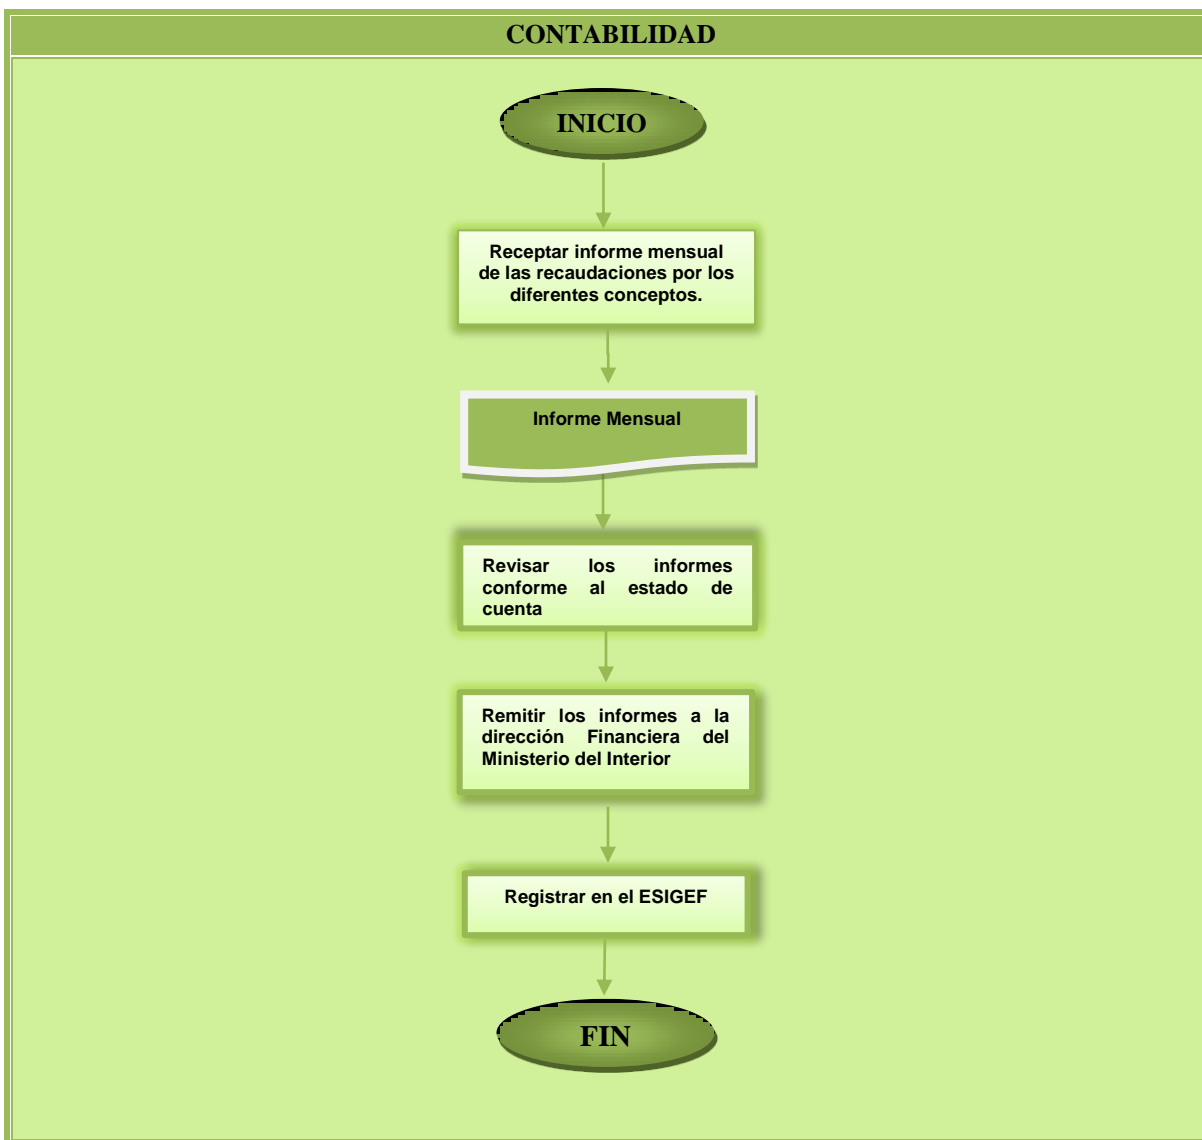 CONTABILIDAD
INICIO
Receptar informe mensual
de las recaudaciones por los
diferentes conceptos.
Informe Mensual
Revisar los informes
conforme al estado de
cuenta
Remitir los informes a la
dirección Financiera del
Ministerio del Interior
Registrar en el ESIGEF
FIN